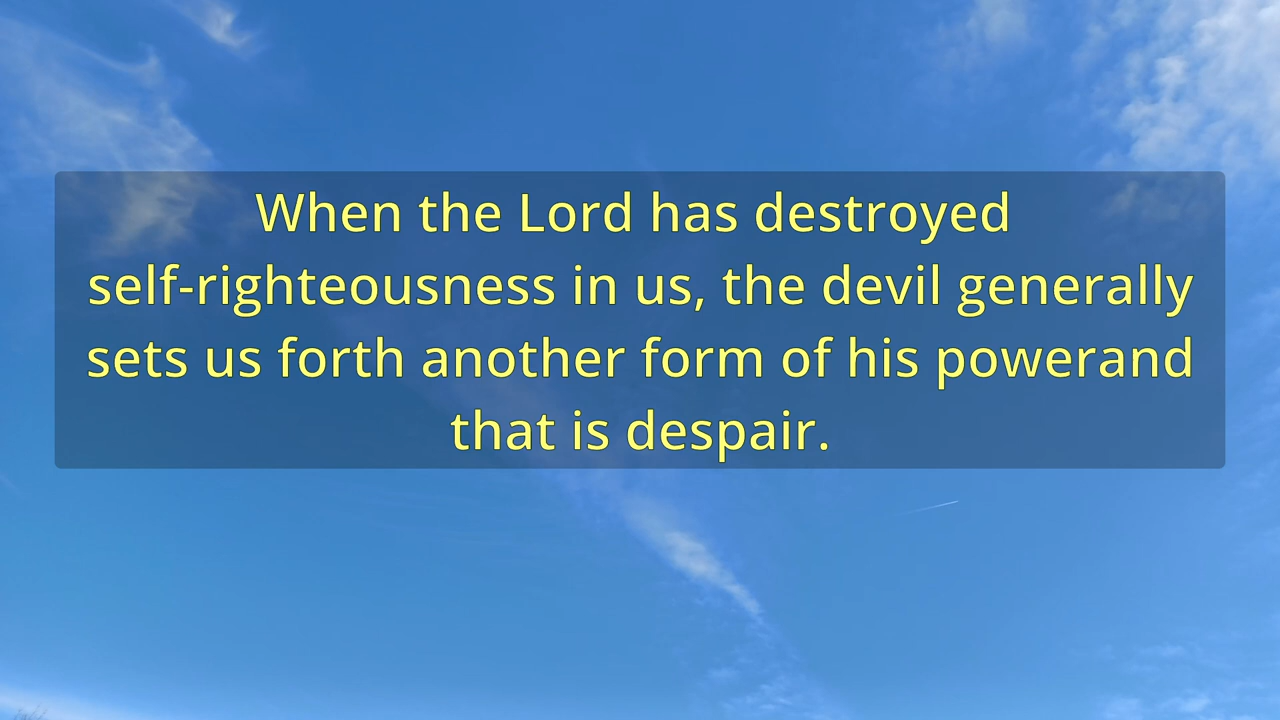 When the Lord has destroyed
self-righteousness in us, the devil generally
sets us forth another form of his powerand
that is despair.